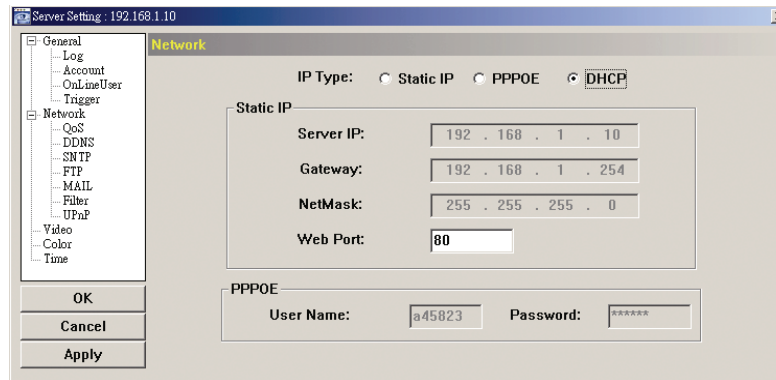 Server Setting : 192.168.1.10
General
Log
Account
OnLineUser
Trigger
Network
QoS
DDNS
SNTP
FTP
MAIL
Filter
UPnP
Video
Color
Time
OK
Cancel
Apply
Network
IP Type: Static IP PPPOE DHCP
Static IP
Server IP: 192 . 168 . 1 . 10
Gateway: 192 . 168 . 1 . 254
NetMask: 255 . 255 . 255 . 0
Web Port: 80
PPPOE
User Name: a45823 Password: ******